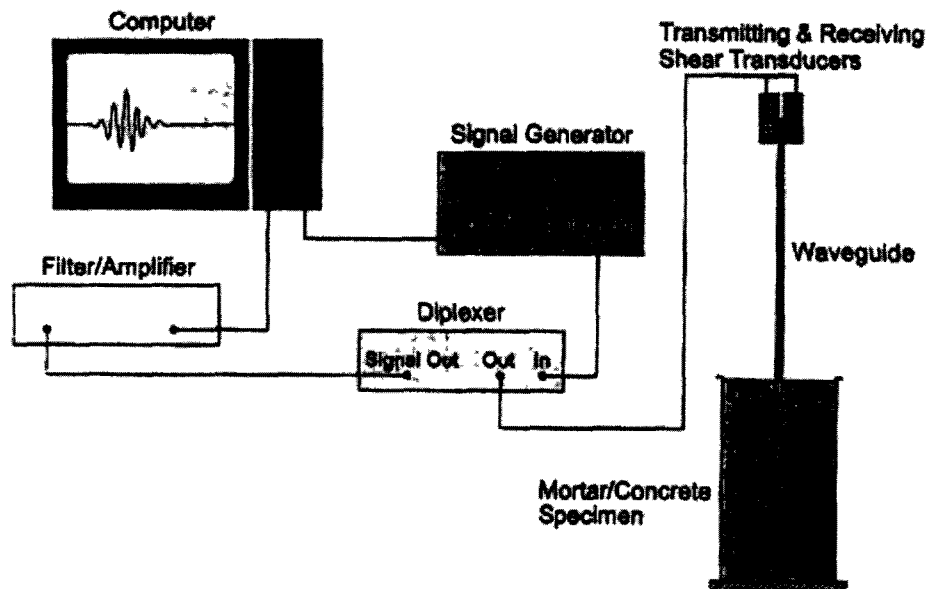 Computer
Transmitting & Receiving
Shear Transducers
Signal Generator
Waveguide
Filter/Amplifier
Diplexer
Signal Out Out In
Mortar/Concrete
Specimen